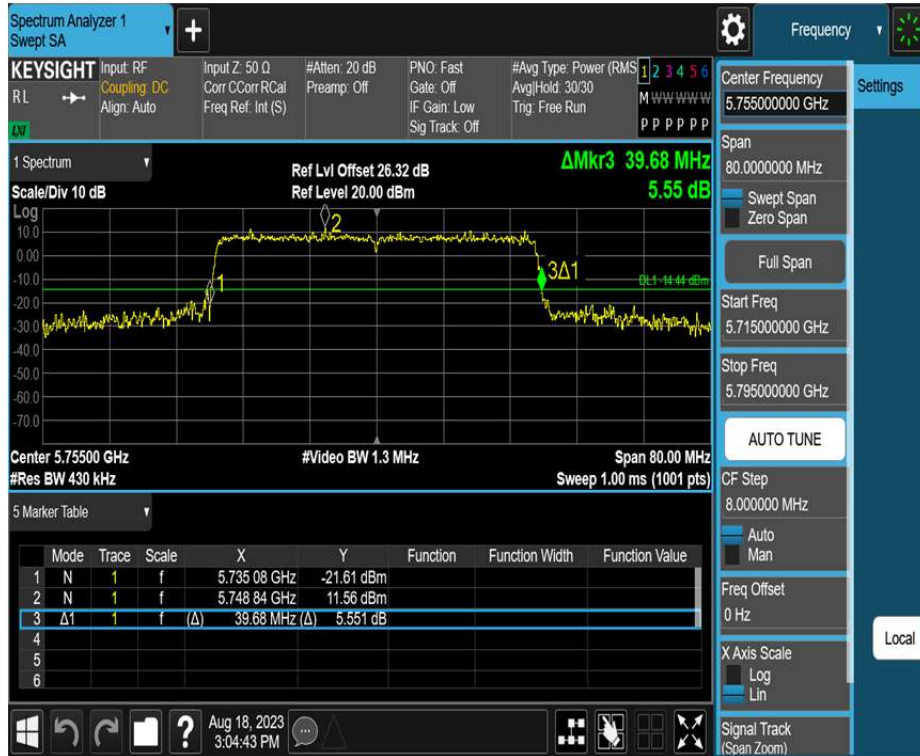 Spectrum Analyzer 1
Swept SA
+
Frequency
KEYSIGHT
RL
LXI
Input: RF
Coupling: DC
Align: Auto
Input Z: 50 Ω
Corr CCorr RCal
Freq Ref: Int (S)
#Atten: 20 dB
Preamp: Off
PNO: Fast
Gate: Off
IF Gain: Low
Sig Track: Off
#Avg Type: Power (RMS
Avg|Hold: 30/30
Trig: Free Run
1 2 3 4 5 6
M W W W W W
P P P P P P
Center Frequency
5.755000000 GHz
Settings
1 Spectrum
Scale/Div 10 dB
Ref Lvl Offset 26.32 dB
Ref Level 20.00 dBm
ΔMkr3 39.68 MHz
5.55 dB
Log
10.0
0.00
-10.0
-20.0
-30.0
-40.0
-50.0
-60.0
-70.0
2
1
3Δ1
DL1 -14.44 dBm
Center 5.75500 GHz
#Res BW 430 kHz
#Video BW 1.3 MHz
Span 80.00 MHz
Sweep 1.00 ms (1001 pts)
Span
80.0000000 MHz
Swept Span
Zero Span
Full Span
Start Freq
5.715000000 GHz
Stop Freq
5.795000000 GHz
AUTO TUNE
CF Step
8.000000 MHz
Auto
Man
Freq Offset
0 Hz
X Axis Scale
Log
Lin
Signal Track
(Span Zoom)
Local
5 Marker Table
Mode Trace Scale X Y Function Function Width Function Value
1 N 1 f 5.735 08 GHz -21.61 dBm
2 N 1 f 5.748 84 GHz 11.56 dBm
3 Δ1 1 f (Δ) 39.68 MHz (Δ) 5.551 dB
4
5
6
?
Aug 18, 2023
3:04:43 PM